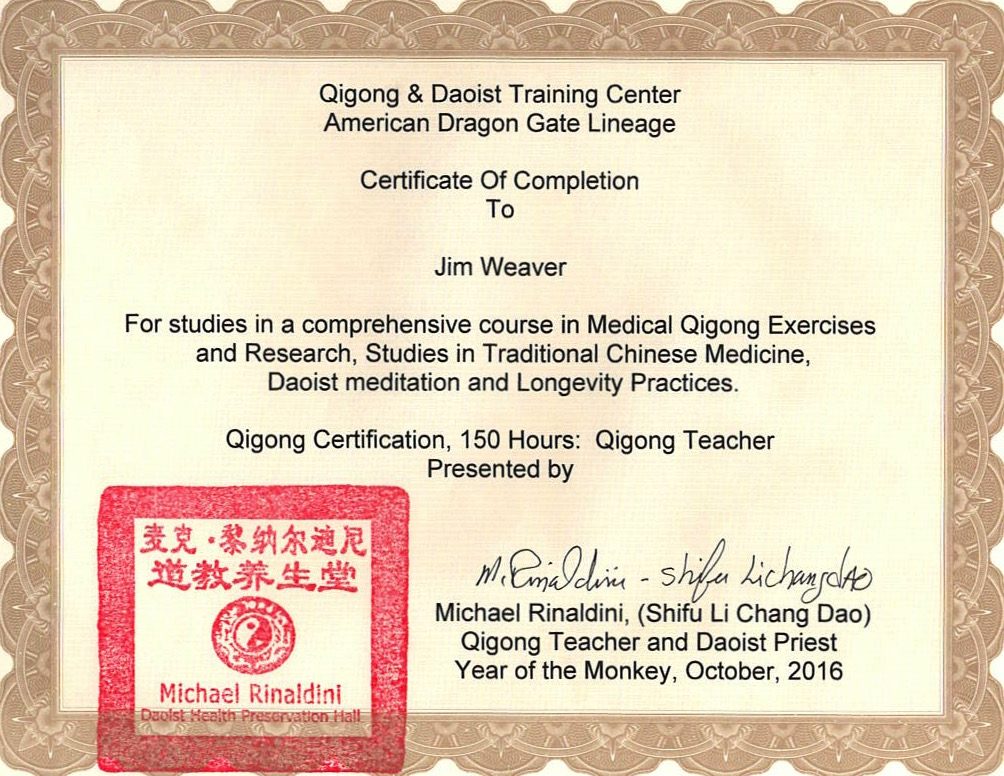 Qigong & Daoist Training Center
American Dragon Gate Lineage
Certificate Of Completion
To
Jim Weaver
For studies in a comprehensive course in Medical Qigong Exercises
and Research, Studies in Traditional Chinese Medicine,
Daoist meditation and Longevity Practices.
Qigong Certification, 150 Hours:  Qigong Teacher
Presented by
麦克·黎纳尔迪尼
道教养生堂
Michael Rinaldini
Daoist Health Preservation Hall
M. Rinaldini - Shifu Li Chang DAO
Michael Rinaldini, (Shifu Li Chang Dao)
Qigong Teacher and Daoist Priest
Year of the Monkey, October, 2016